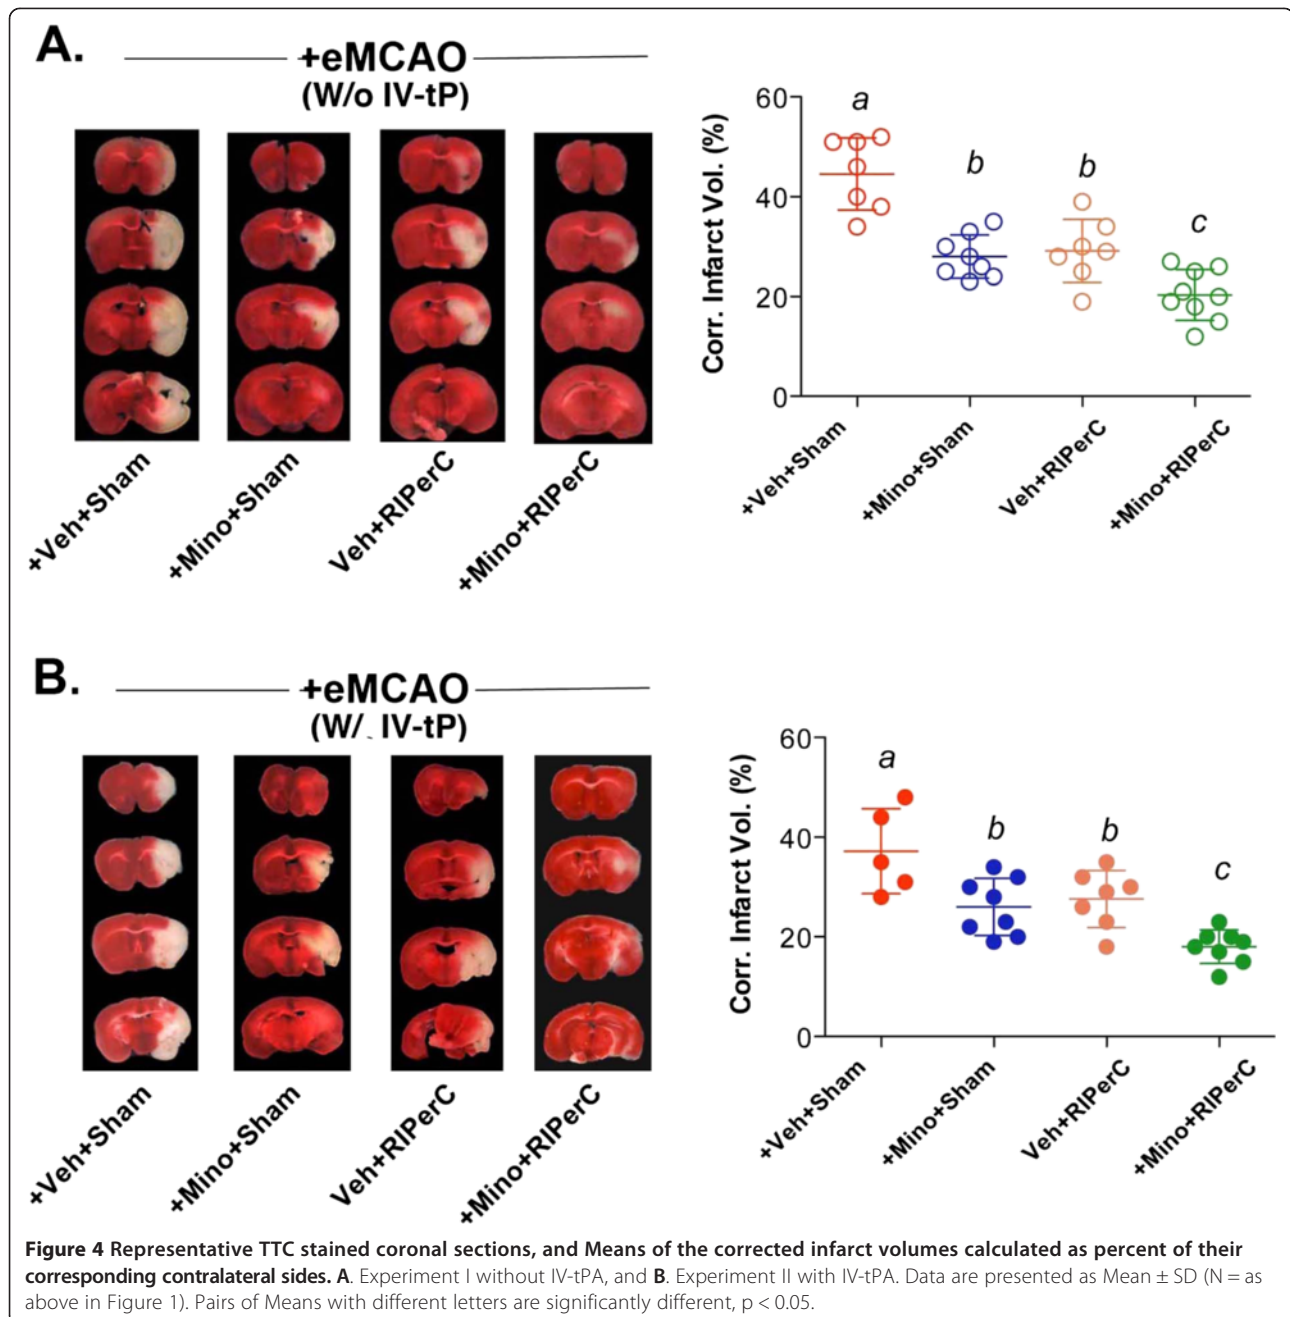 A.
+eMCAO
(W/o IV-tP)
+Veh+Sham
+Mino+Sham
Veh+RIPerC
+Mino+RIPerC
Corr. Infarct Vol. (%)
60
40
20
0
a
b
b
c
+Veh+Sham
+Mino+Sham
Veh+RIPerC
+Mino+RIPerC
B.
+eMCAO
(W/ IV-tP)
+Veh+Sham
+Mino+Sham
Veh+RIPerC
+Mino+RIPerC
Corr. Infarct Vol. (%)
60
40
20
0
a
b
b
c
+Veh+Sham
+Mino+Sham
Veh+RIPerC
+Mino+RIPerC
Figure 4 Representative TTC stained coronal sections, and Means of the corrected infarct volumes calculated as percent of their
corresponding contralateral sides. A. Experiment I without IV-tPA, and B. Experiment II with IV-tPA. Data are presented as Mean ± SD (N = as
above in Figure 1). Pairs of Means with different letters are significantly different, p < 0.05.